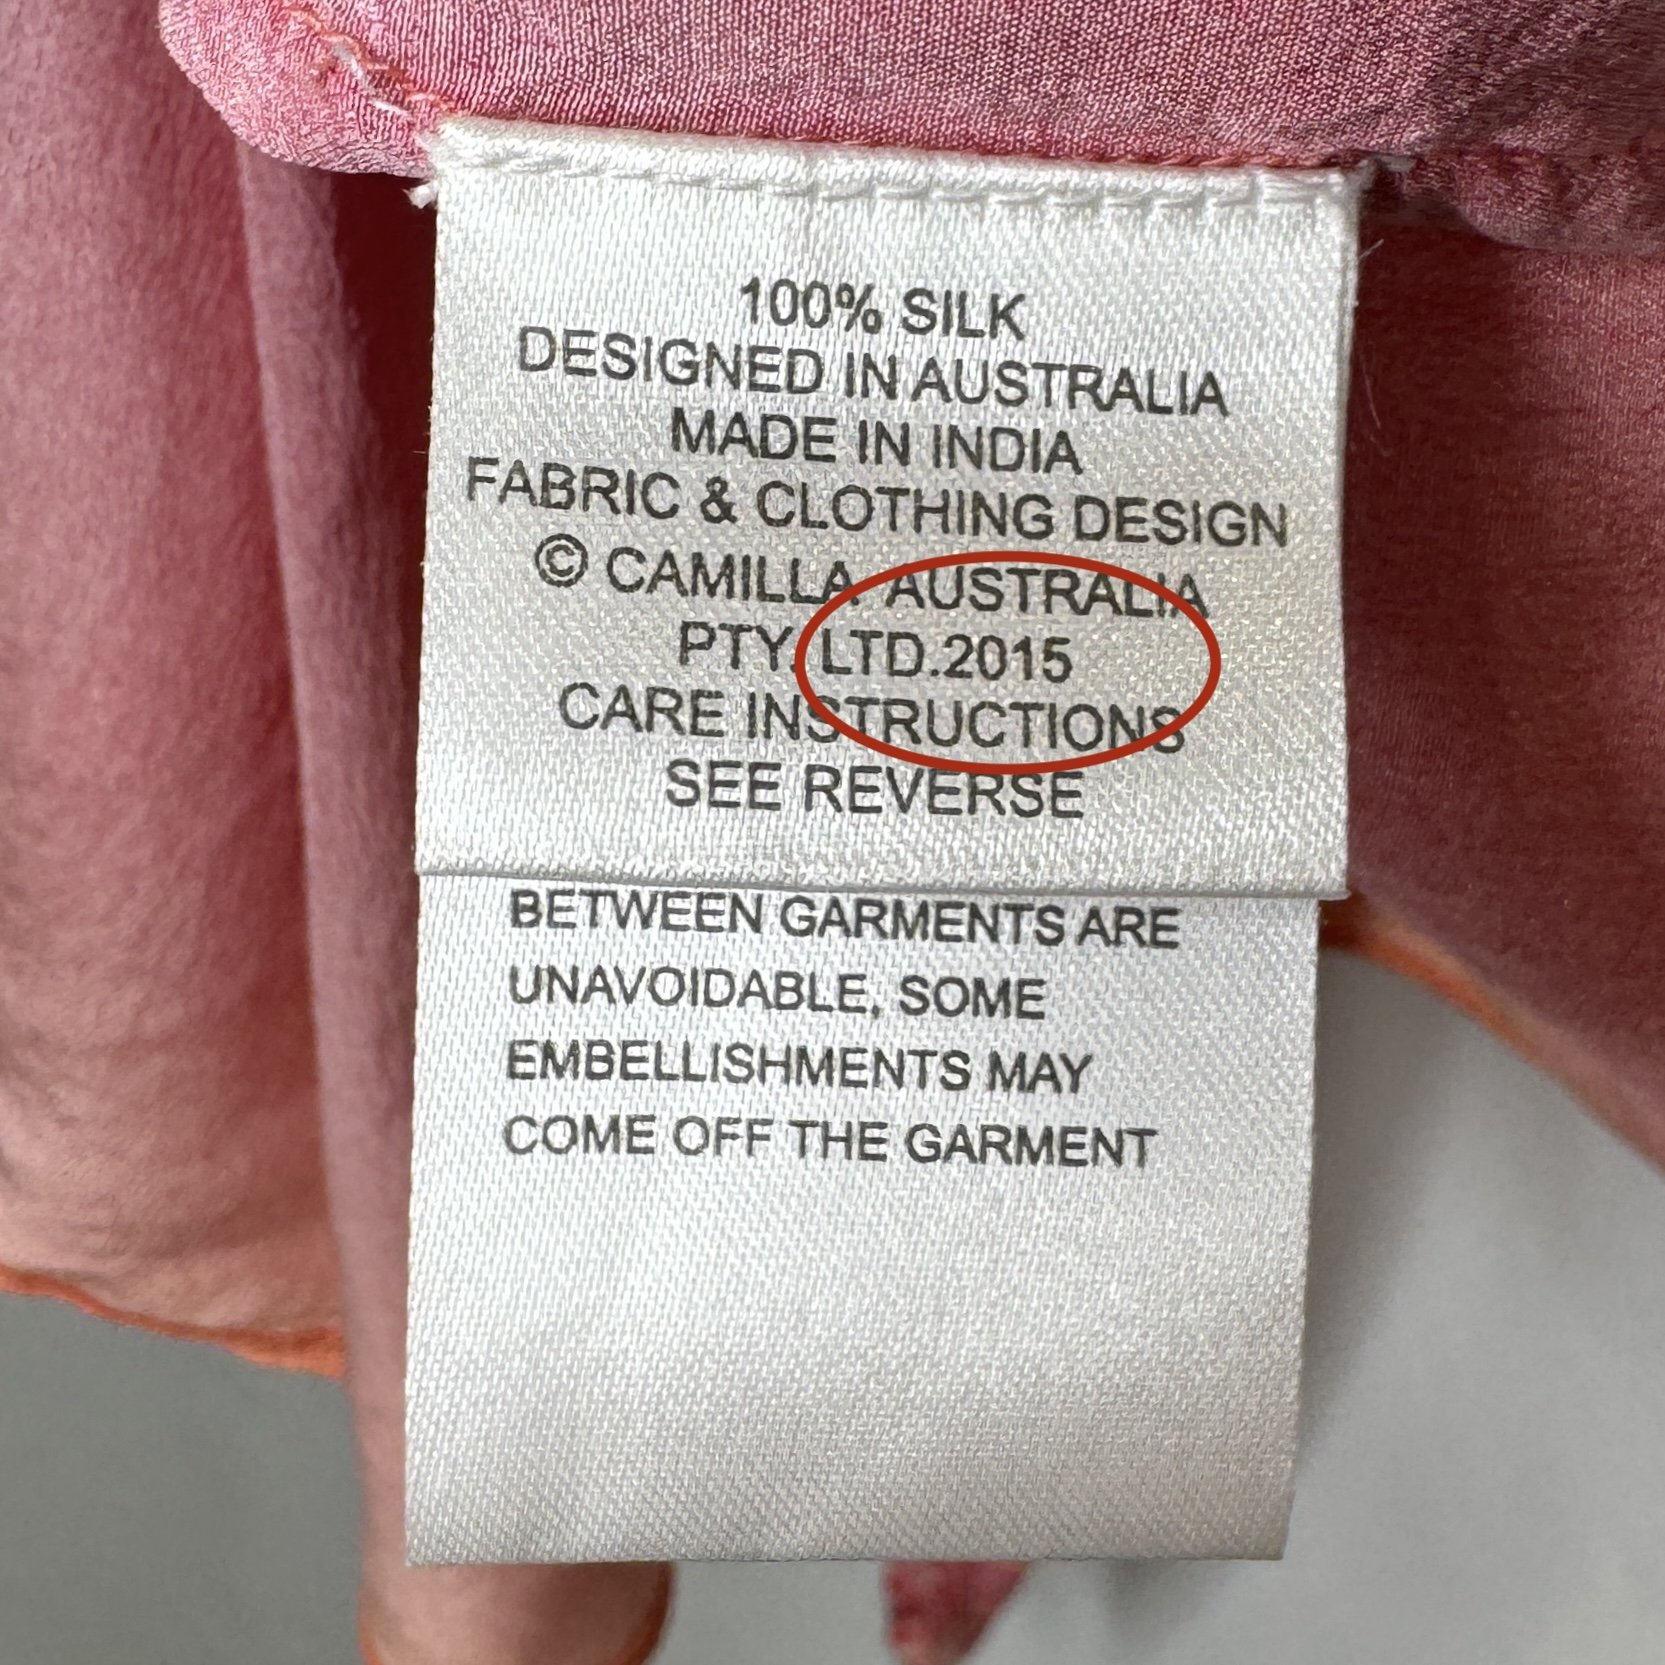 100% SILK
DESIGNED IN AUSTRALIA
MADE IN INDIA
FABRIC & CLOTHING DESIGN
© CAMILLA AUSTRALIA
PTY. LTD.2015
CARE INSTRUCTIONS
SEE REVERSE
BETWEEN GARMENTS ARE
UNAVOIDABLE, SOME
EMBELLISHMENTS MAY
COME OFF THE GARMENT